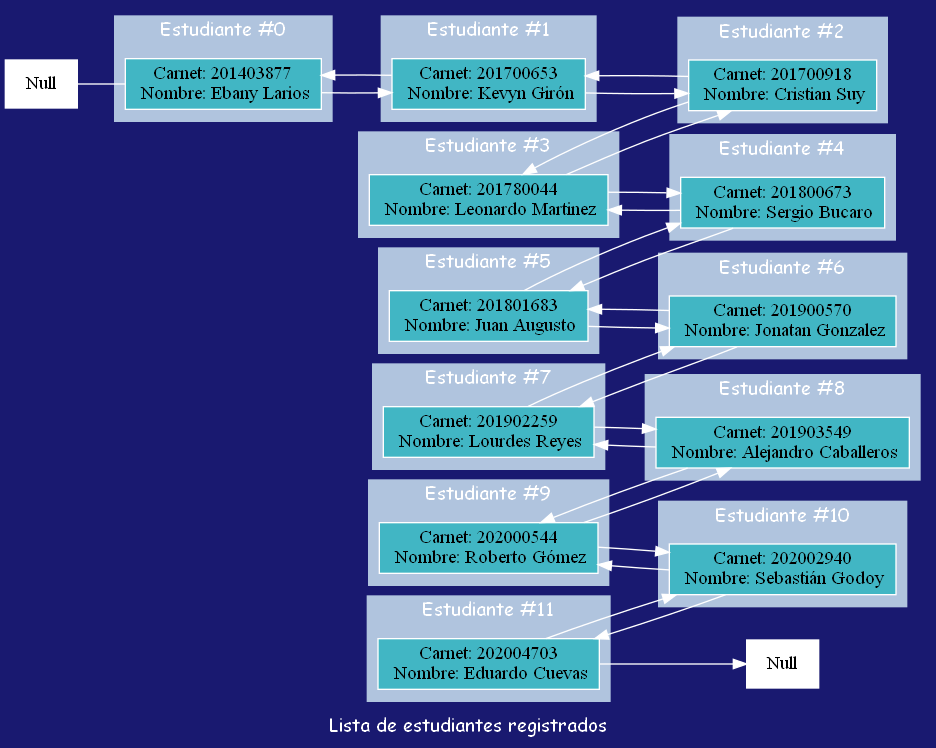 Null
Estudiante #0
Carnet: 201403877
Nombre: Ebany Larios
Estudiante #1
Carnet: 201700653
Nombre: Kevyn Girón
Estudiante #2
Carnet: 201700918
Nombre: Cristian Suy
Estudiante #3
Carnet: 201780044
Nombre: Leonardo Martinez
Estudiante #4
Carnet: 201800673
Nombre: Sergio Bucaro
Estudiante #5
Carnet: 201801683
Nombre: Juan Augusto
Estudiante #6
Carnet: 201900570
Nombre: Jonatan Gonzalez
Estudiante #7
Carnet: 201902259
Nombre: Lourdes Reyes
Estudiante #8
Carnet: 201903549
Nombre: Alejandro Caballeros
Estudiante #9
Carnet: 202000544
Nombre: Roberto Gómez
Estudiante #10
Carnet: 202002940
Nombre: Sebastián Godoy
Estudiante #11
Carnet: 202004703
Nombre: Eduardo Cuevas
Null
Lista de estudiantes registrados